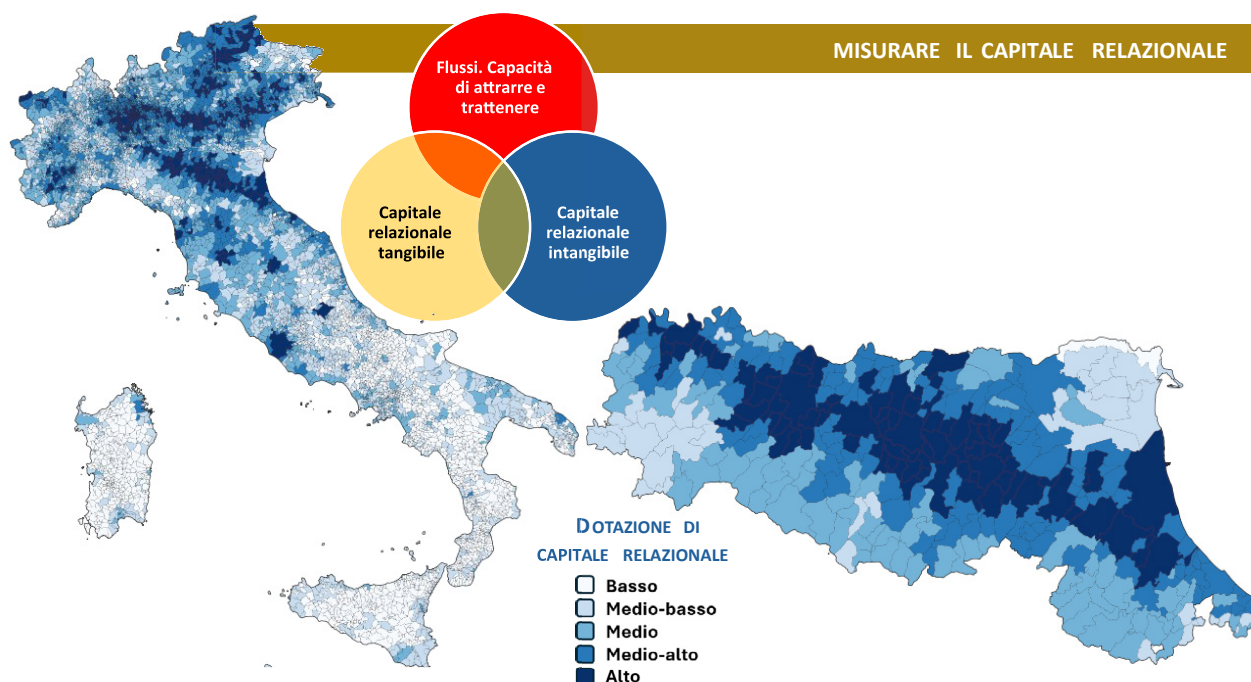 MISURARE IL CAPITALE RELAZIONALE
Flussi. Capacità
di attrarre e
trattenere
Capitale
relazionale
tangibile
Capitale
relazionale
intangibile
DOTAZIONE DI
CAPITALE RELAZIONALE
Basso
Medio-basso
Medio
Medio-alto
Alto